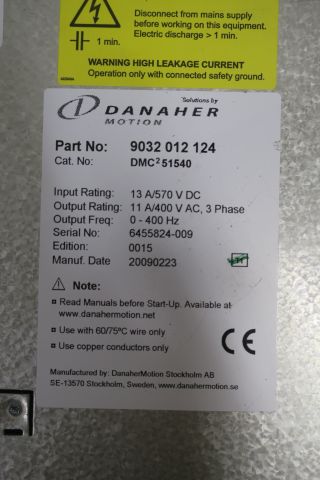 Disconnect from mains supply
before working on this equipment.
Electric discharge > 1 min.
1 min.
WARNING HIGH LEAKAGE CURRENT
Operation only with connected safety ground.
Solutions by
DANAHER
MOTION
Part No: 9032 012 124
Cat. No: DMC² 51540
Input Rating: 13 A/570 V DC
Output Rating: 11 A/400 V AC, 3 Phase
Output Freq: 0 - 400 Hz
Serial No: 6455824-009
Edition: 0015
Manuf. Date 20090223
Note:
Read Manuals before Start-Up. Available at
www.danahermotion.net
Use with 60/75°C wire only
Use copper conductors only
CE
Manufactured by: DanaherMotion Stockholm AB
SE-13570 Stockholm, Sweden, www.danahermotion.se